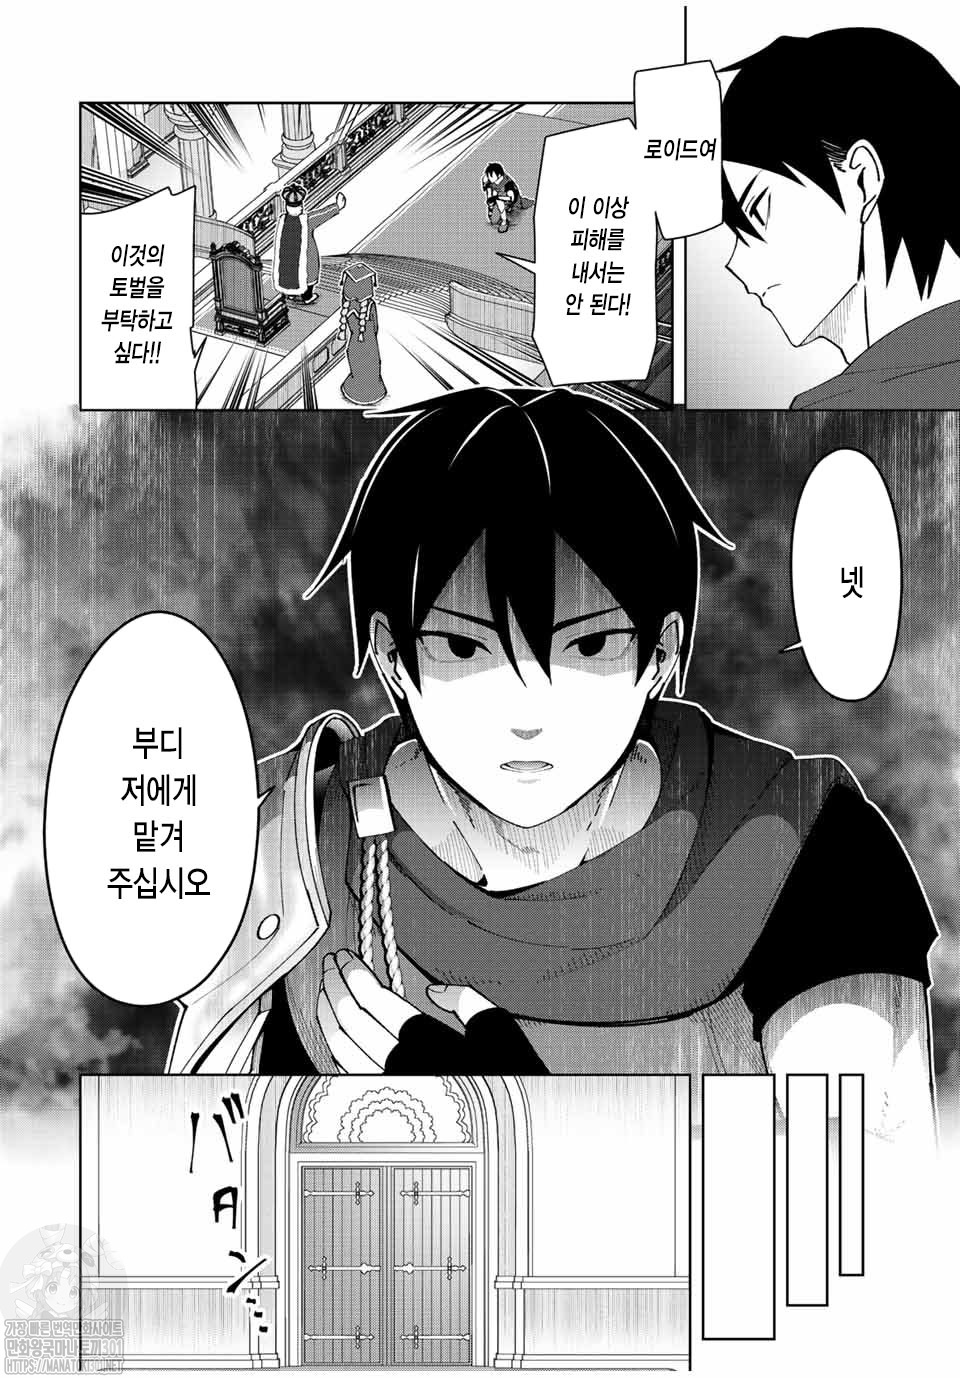 로이드여
이 이상
피해를
내서는
안 된다!
이것의
토벌을
부탁하고
싶다!!
넷
부디
저에게
맡겨
주십시오
バタン…
가장 빠른 번역만화사이트
만화왕국마나토끼301
HTTPS://MANATOKI301.NET